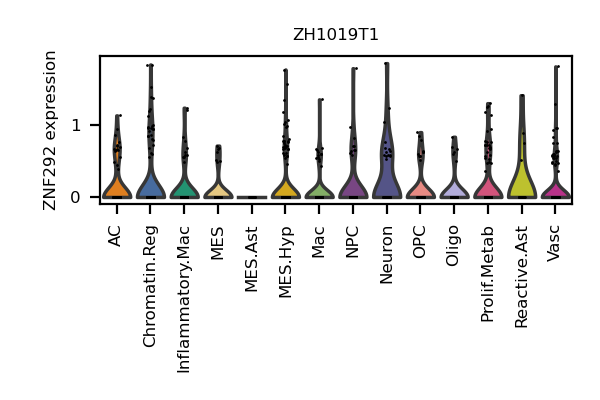 ZH1019T1
ZNF292 expression
1
0
AC
Chromatin.Reg
Inflammatory.Mac
MES
MES.Ast
MES.Hyp
Mac
NPC
Neuron
OPC
Oligo
Prolif.Metab
Reactive.Ast
Vasc